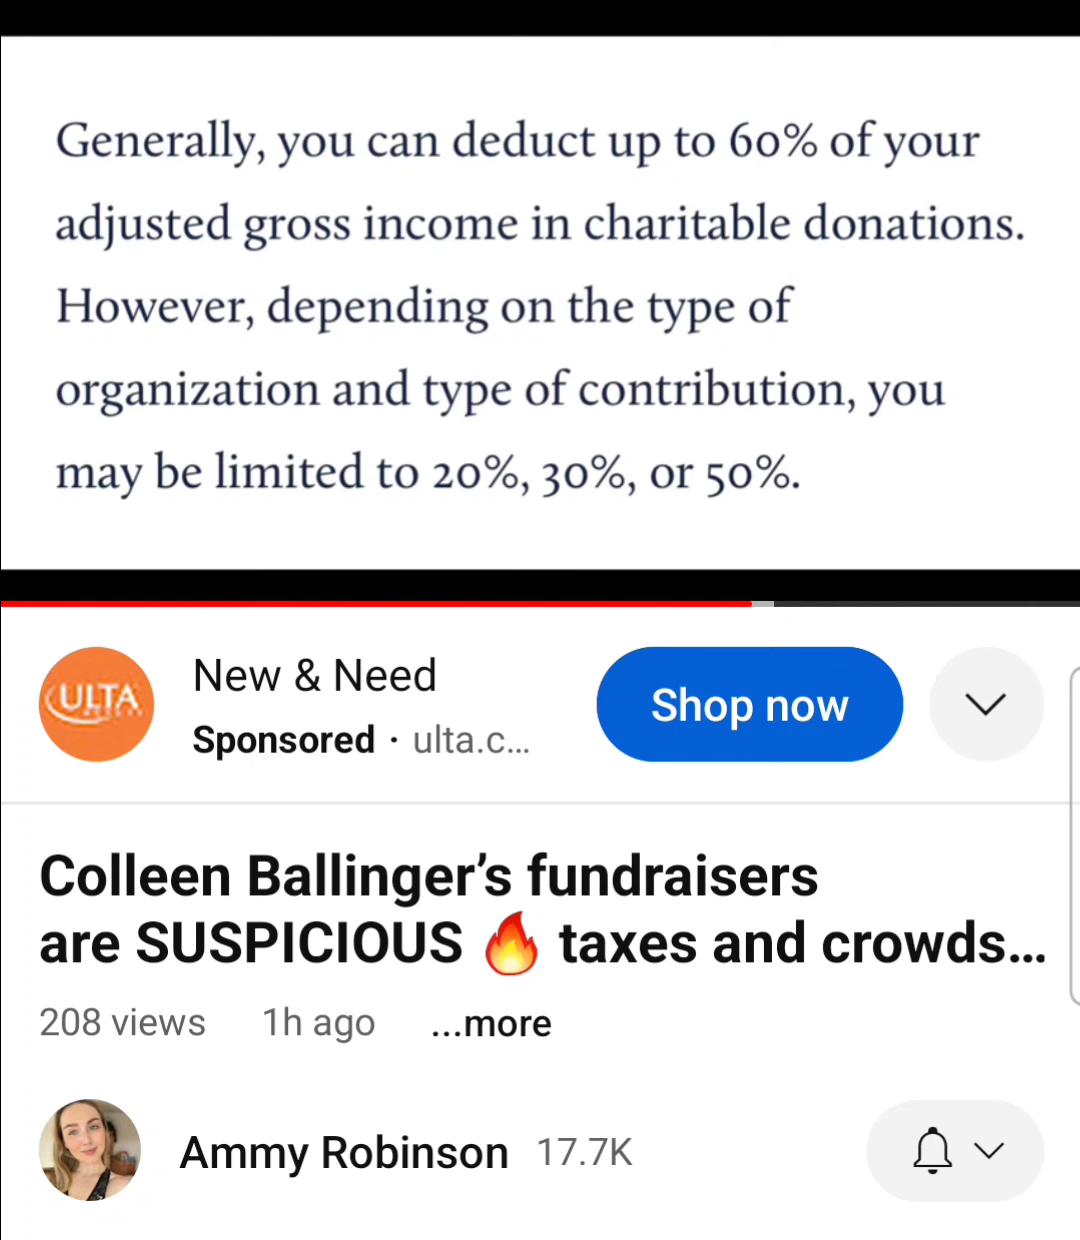 Generally, you can deduct up to 60% of your
adjusted gross income in charitable donations.
However, depending on the type of
organization and type of contribution, you
may be limited to 20%, 30%, or 50%.
ULTA
New & Need
Sponsored · ulta.c...
Shop now
Colleen Ballinger’s fundraisers
are SUSPICIOUS 🔥 taxes and crowds...
208 views 1h ago ...more
Ammy Robinson 17.7K